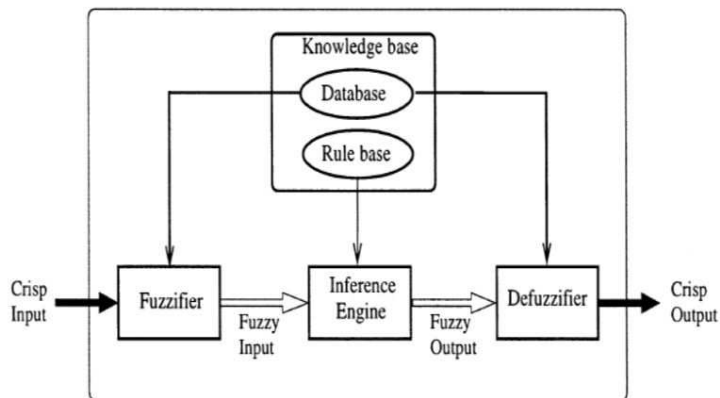 Knowledge base
Database
Rule base
Crisp
Input
Fuzzifier
Fuzzy
Input
Inference
Engine
Fuzzy
Output
Defuzzifier
Crisp
Output